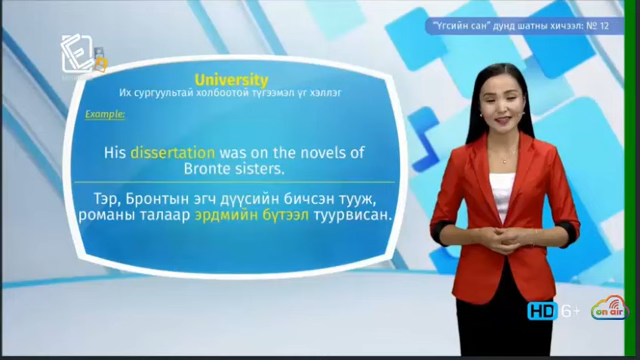 "Үгсийн сан" дунд шатны хичээл: № 12
University
Их сургуультай холбоотой түгээмэл үг хэллэг
Example:
His dissertation was on the novels of
Bronte sisters.
Тэр, Бронтын эгч дүүсийн бичсэн тууж,
романы талаар эрдмийн бүтээл туурвисан.
HD 6+ on air